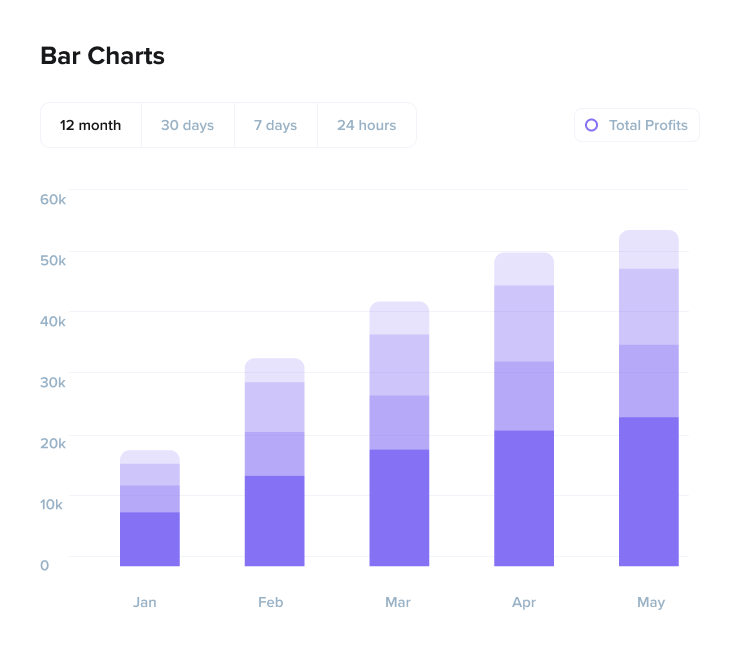 Bar Charts
12 month 30 days 7 days 24 hours Total Profits
60k
50k
40k
30k
20k
10k
0
Jan Feb Mar Apr May